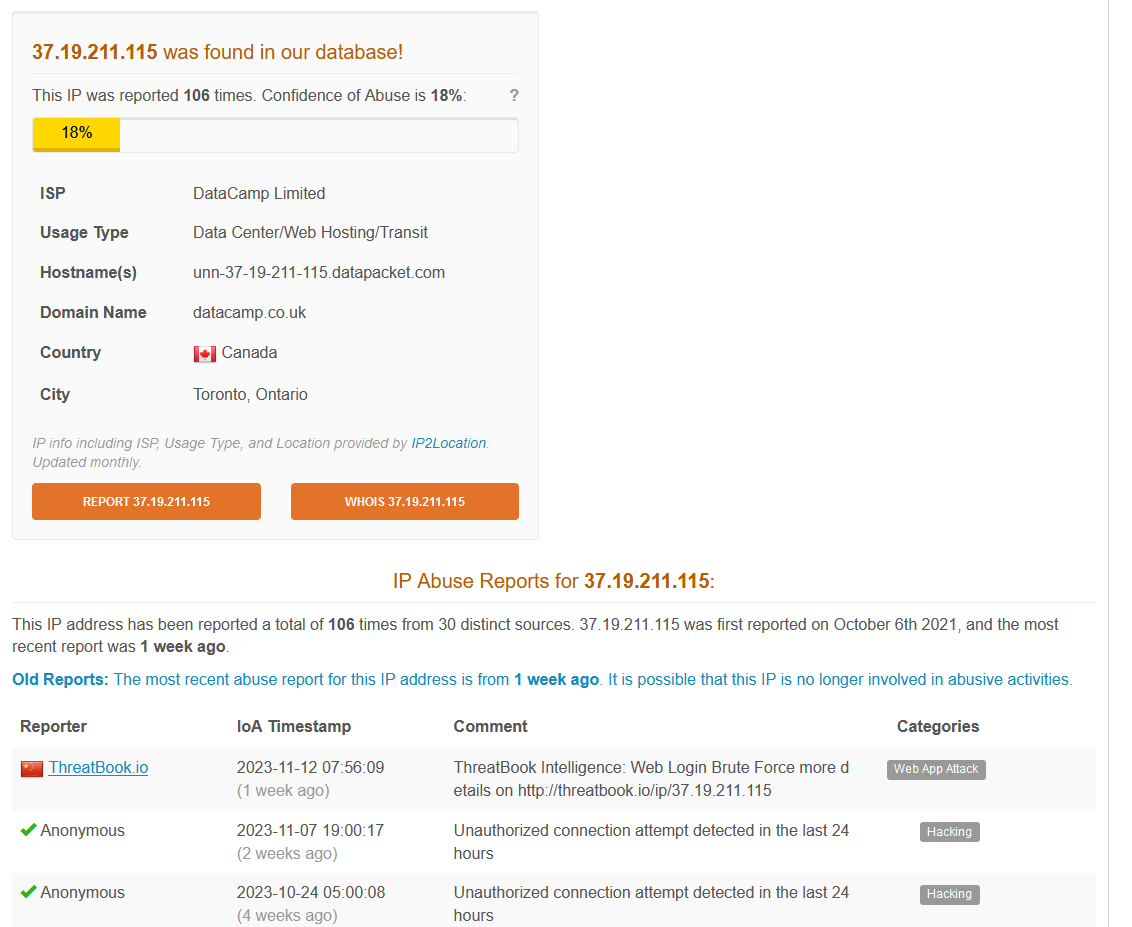 37.19.211.115 was found in our database!
This IP was reported 106 times. Confidence of Abuse is 18%: ?
18%
ISP DataCamp Limited
Usage Type Data Center/Web Hosting/Transit
Hostname(s) unn-37-19-211-115.datapacket.com
Domain Name datacamp.co.uk
Country Canada
City Toronto, Ontario
IP info including ISP, Usage Type, and Location provided by IP2Location.
Updated monthly.
REPORT 37.19.211.115 WHOIS 37.19.211.115
IP Abuse Reports for 37.19.211.115:
This IP address has been reported a total of 106 times from 30 distinct sources. 37.19.211.115 was first reported on October 6th 2021, and the most
recent report was 1 week ago.
Old Reports: The most recent abuse report for this IP address is from 1 week ago. It is possible that this IP is no longer involved in abusive activities.
Reporter IoA Timestamp Comment Categories
ThreatBook.io 2023-11-12 07:56:09 ThreatBook Intelligence: Web Login Brute Force more d Web App Attack
(1 week ago) etails on http://threatbook.io/ip/37.19.211.115
Anonymous 2023-11-07 19:00:17 Unauthorized connection attempt detected in the last 24 Hacking
(2 weeks ago) hours
Anonymous 2023-10-24 05:00:08 Unauthorized connection attempt detected in the last 24 Hacking
(4 weeks ago) hours